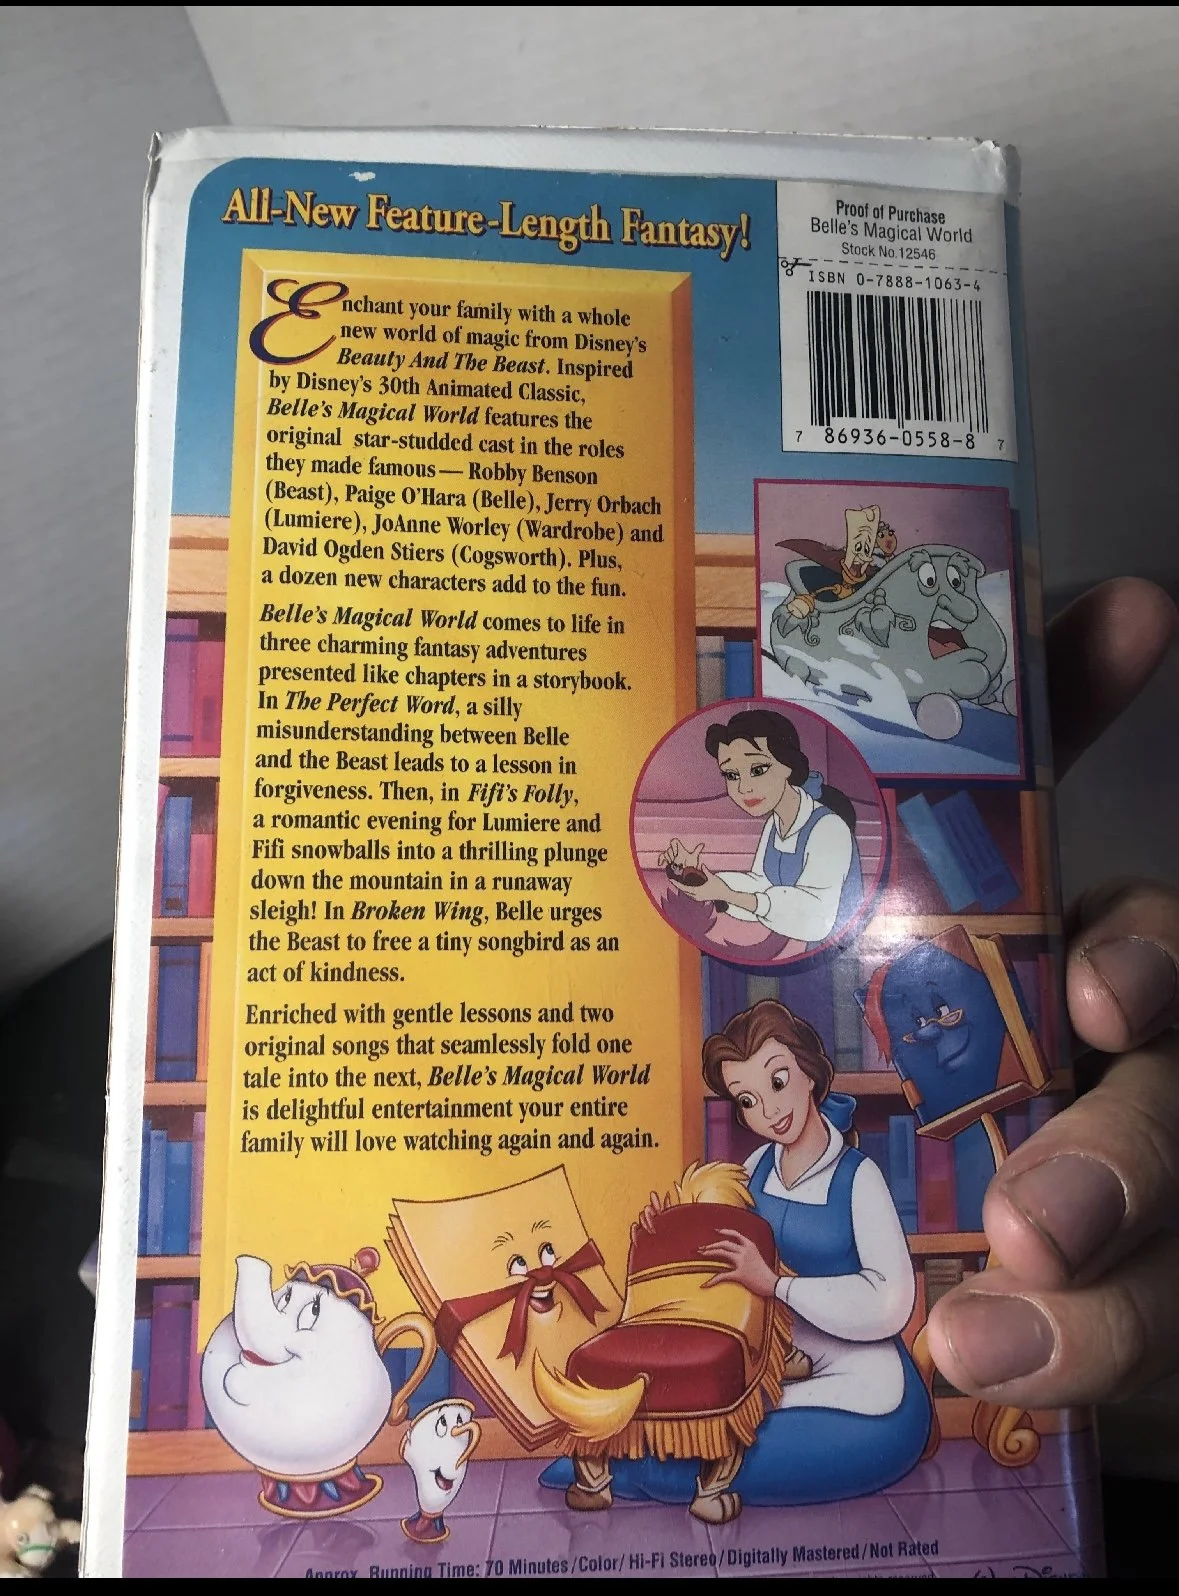 All-New Feature-Length Fantasy!
Proof of Purchase
Belle's Magical World
Stock No.12546
ISBN 0-7888-1063-4
7 86936-0558-8 7
Enchant your family with a whole
new world of magic from Disney's
Beauty And The Beast. Inspired
by Disney's 30th Animated Classic,
Belle's Magical World features the
original star-studded cast in the roles
they made famous — Robby Benson
(Beast), Paige O'Hara (Belle), Jerry Orbach
(Lumiere), JoAnne Worley (Wardrobe) and
David Ogden Stiers (Cogsworth). Plus,
a dozen new characters add to the fun.
Belle's Magical World comes to life in
three charming fantasy adventures
presented like chapters in a storybook.
In The Perfect Word, a silly
misunderstanding between Belle
and the Beast leads to a lesson in
forgiveness. Then, in Fifi's Folly,
a romantic evening for Lumiere and
Fifi snowballs into a thrilling plunge
down the mountain in a runaway
sleigh! In Broken Wing, Belle urges
the Beast to free a tiny songbird as an
act of kindness.
Enriched with gentle lessons and two
original songs that seamlessly fold one
tale into the next, Belle's Magical World
is delightful entertainment your entire
family will love watching again and again.
Approx. Running Time: 70 Minutes/Color/Hi-Fi Stereo/Digitally Mastered/Not Rated